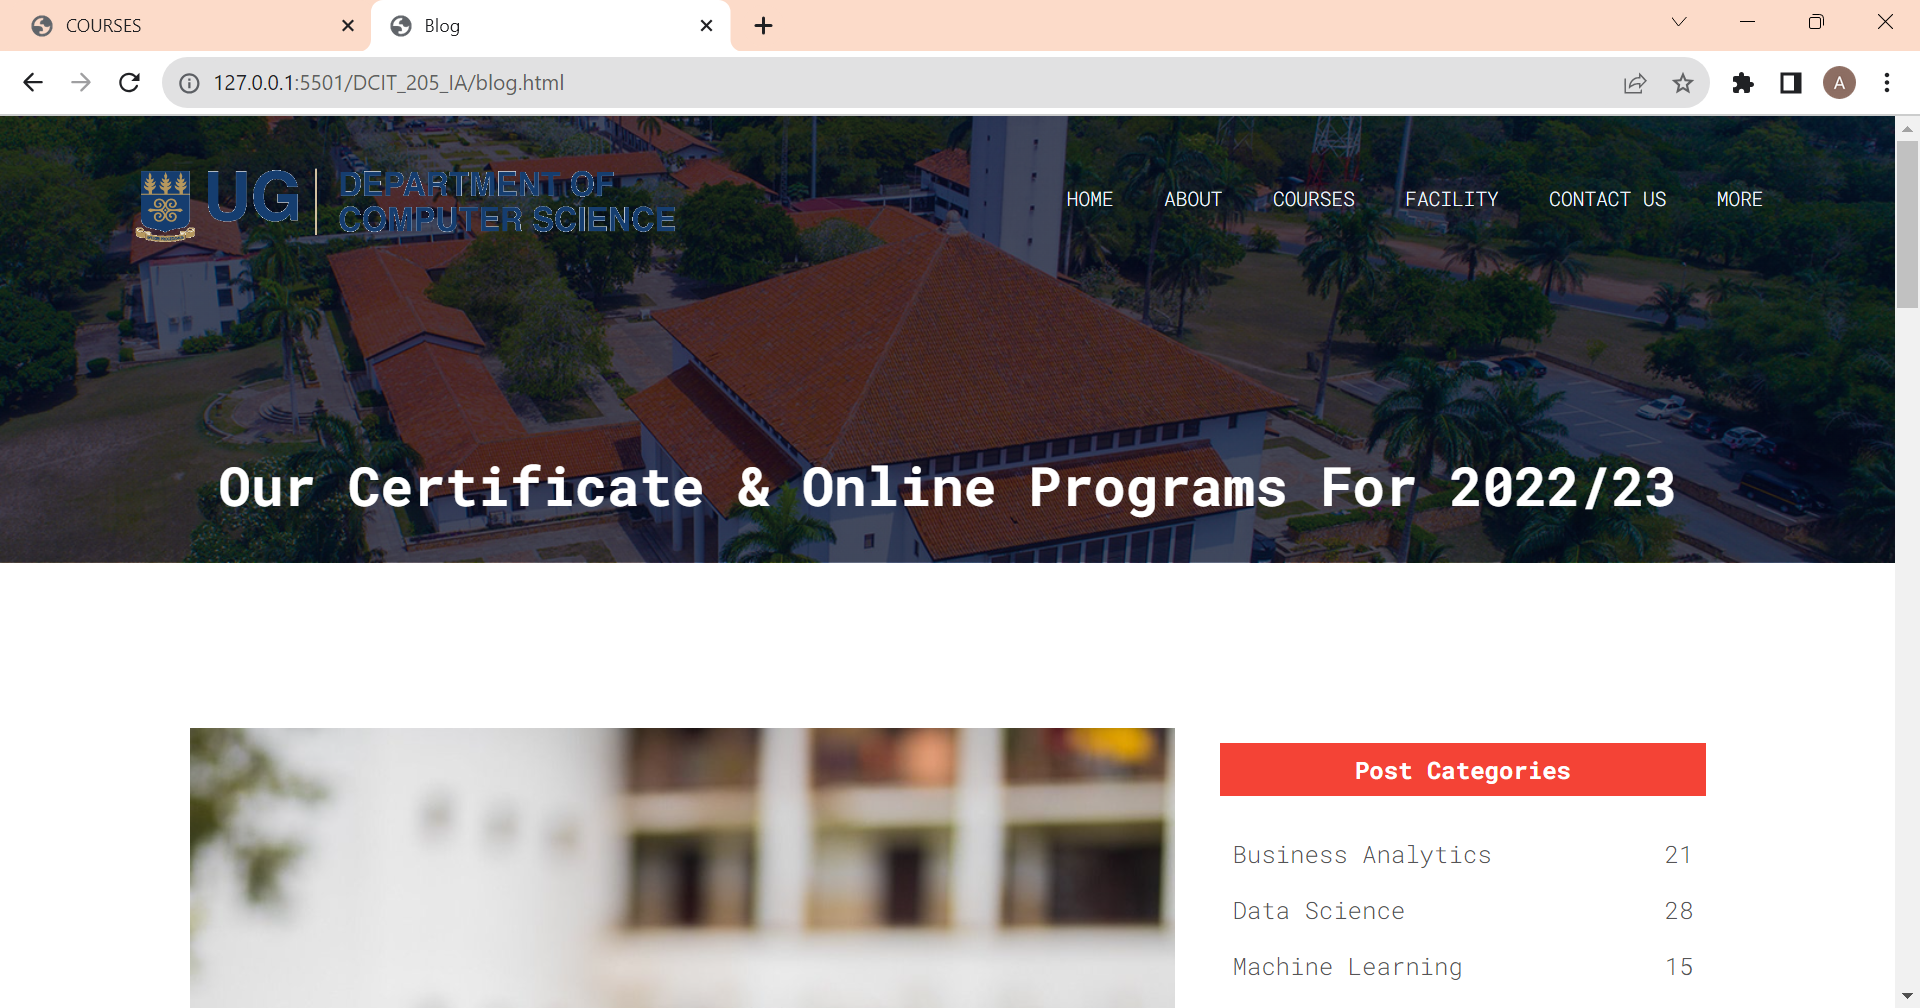 COURSES
Blog
127.0.0.1:5501/DCIT_205_IA/blog.html
A
UG
DEPARTMENT OF
COMPUTER SCIENCE
HOME
ABOUT
COURSES
FACILITY
CONTACT US
MORE
Our Certificate & Online Programs For 2022/23
Post Categories
Business Analytics 21
Data Science 28
Machine Learning 15